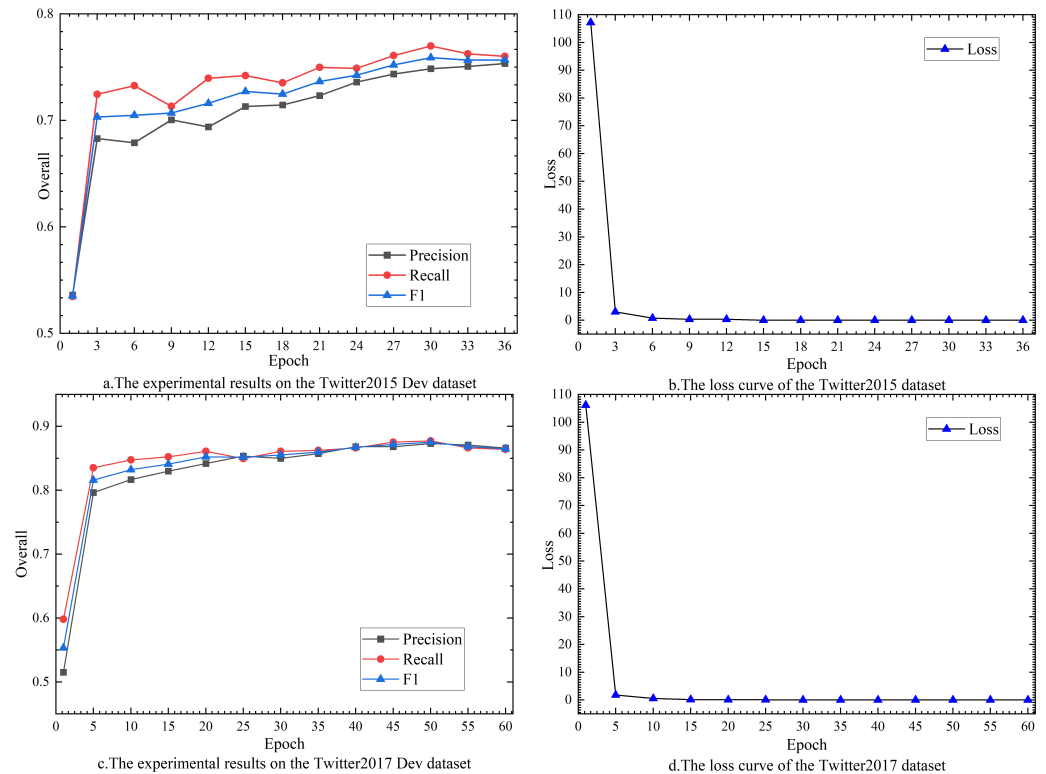 0.8
0.7
0.6
0.5
Overall
Precision
Recall
F1
0 3 6 9 12 15 18 21 24 27 30 33 36
Epoch
a.The experimental results on the Twitter2015 Dev dataset
110
100
90
80
70
60
50
40
30
20
10
0
Loss
Loss
0 3 6 9 12 15 18 21 24 27 30 33 36
Epoch
b.The loss curve of the Twitter2015 dataset
0.9
0.8
0.7
0.6
0.5
Overall
Precision
Recall
F1
0 5 10 15 20 25 30 35 40 45 50 55 60
Epoch
c.The experimental results on the Twitter2017 Dev dataset
110
100
90
80
70
60
50
40
30
20
10
0
Loss
Loss
0 5 10 15 20 25 30 35 40 45 50 55 60
Epoch
d.The loss curve of the Twitter2017 dataset